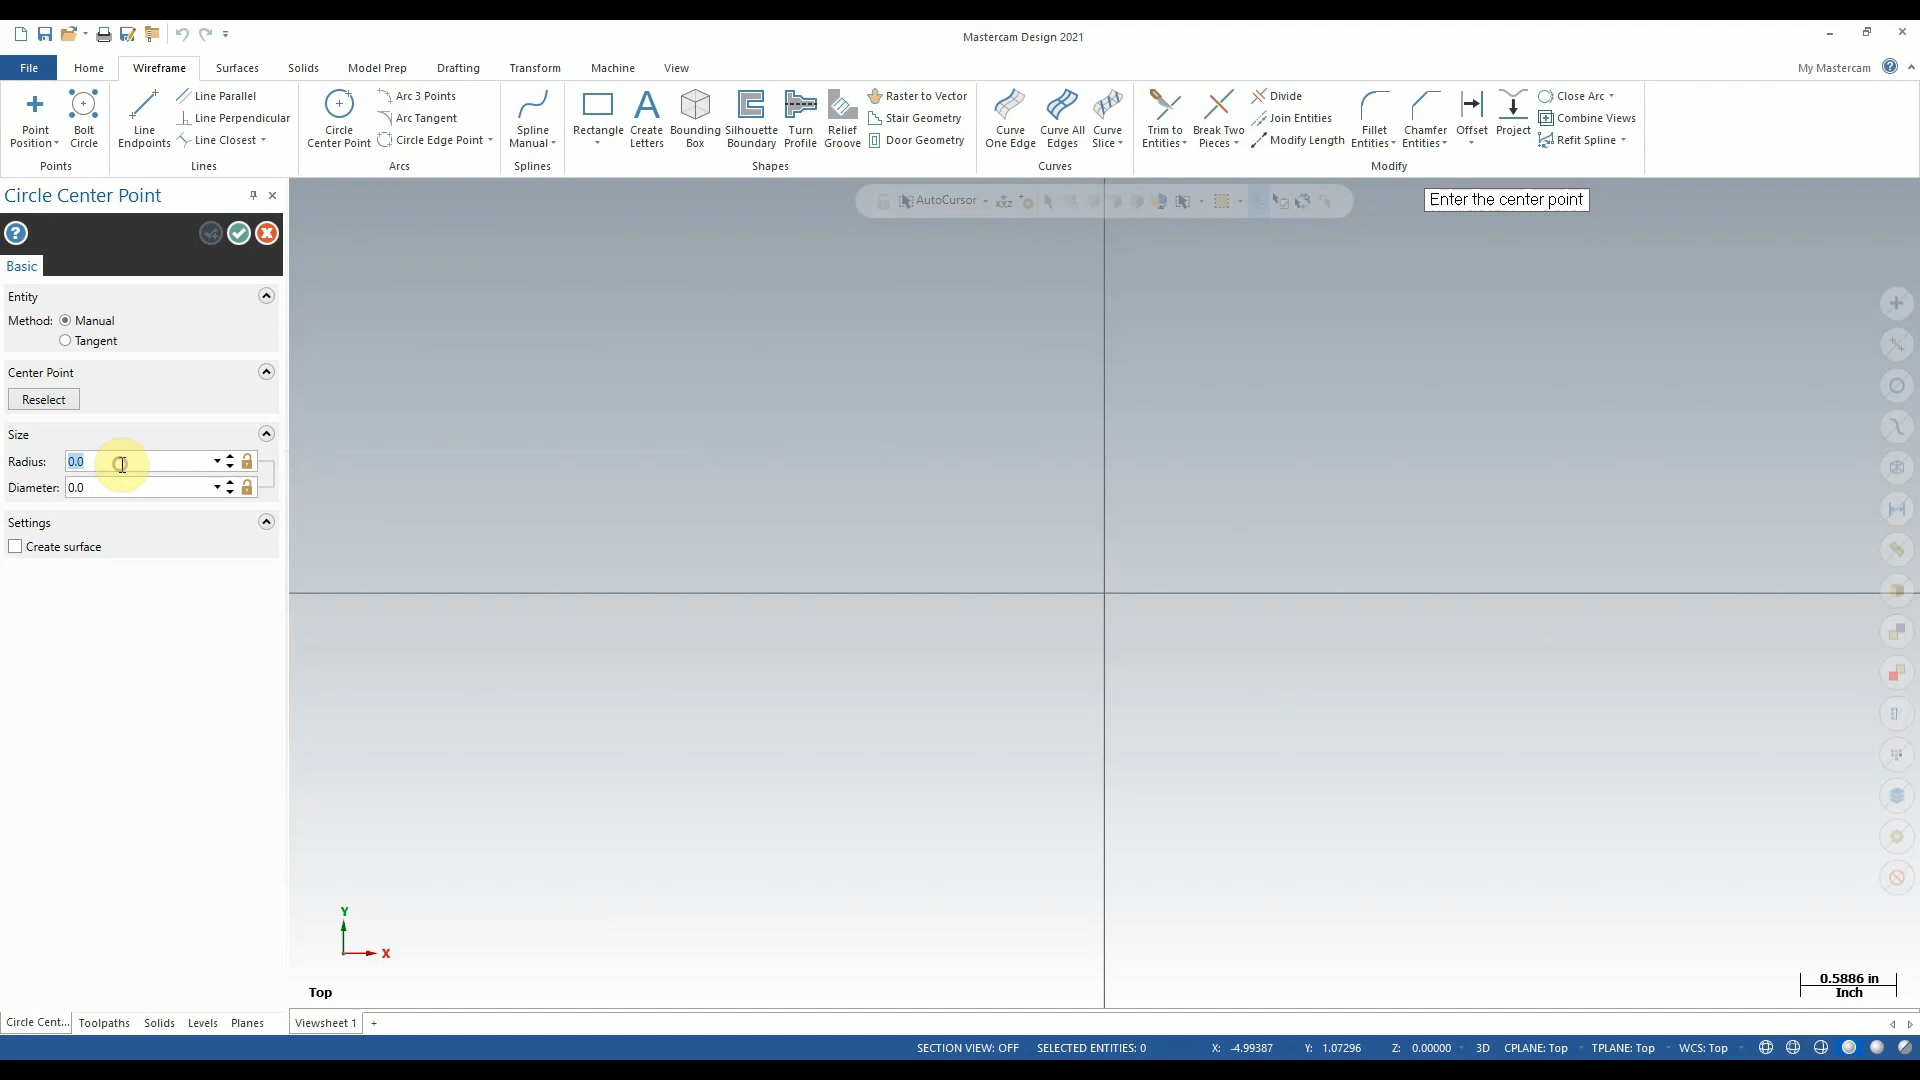 Mastercam Design 2021
File Home Wireframe Surfaces Solids Model Prep Drafting Transform Machine View My Mastercam
Point Position
Bolt Circle
Points
Line Endpoints
Line Parallel
Line Perpendicular
Line Closest
Lines
Circle Center Point
Arc 3 Points
Arc Tangent
Circle Edge Point
Arcs
Spline Manual
Splines
Rectangle
Create Letters
Bounding Box
Silhouette Boundary
Turn Profile
Relief Groove
Raster to Vector
Stair Geometry
Door Geometry
Shapes
Curve One Edge
Curve All Edges
Curve Slice
Curves
Trim to Entities
Break Two Pieces
Divide
Join Entities
Modify Length
Fillet Entities
Chamfer Entities
Offset
Project
Close Arc
Combine Views
Refit Spline
Modify
Circle Center Point
AutoCursor
Enter the center point
Basic
Entity
Method: Manual
Tangent
Center Point
Reselect
Size
Radius: 0.0
Diameter: 0.0
Settings
Create surface
Y
X
Top
0.5886 in
Inch
Circle Cent... Toolpaths Solids Levels Planes
Viewsheet 1 +
SECTION VIEW: OFF SELECTED ENTITIES: 0 X: -4.99387 Y: 1.07296 Z: 0.00000 3D CPLANE: Top TPLANE: Top WCS: Top